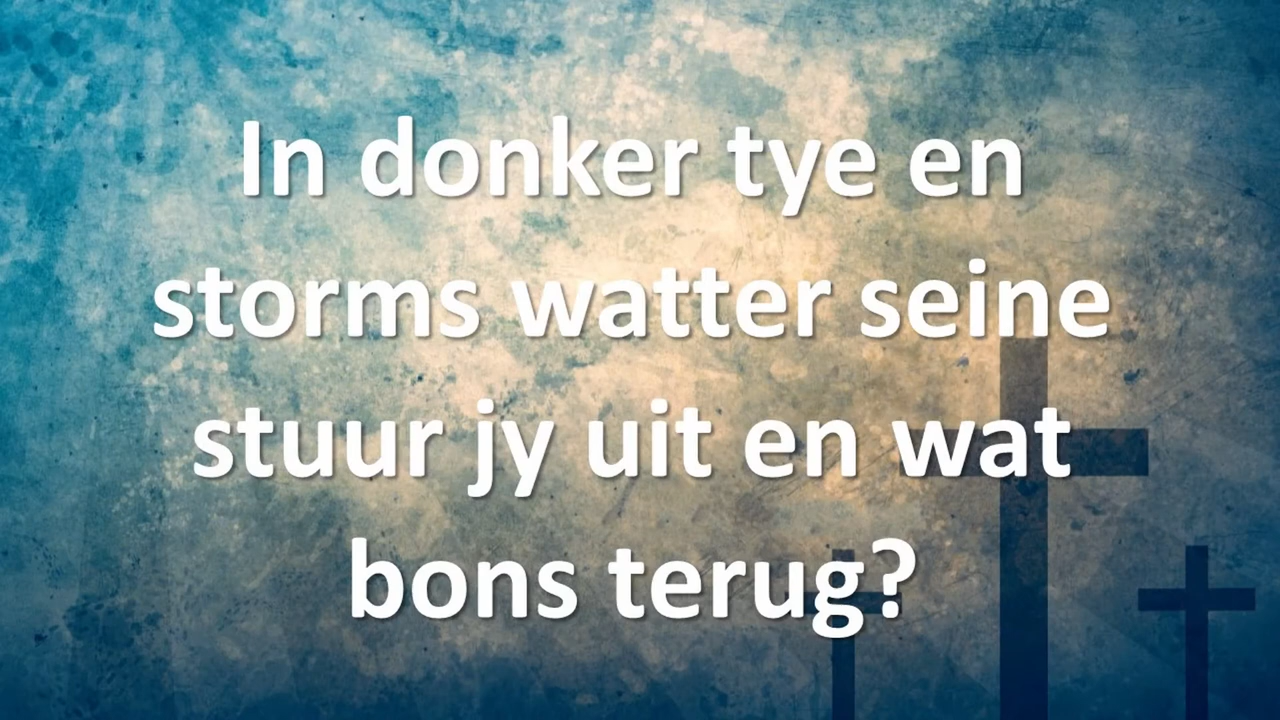 In donker tye en
storms watter seine
stuur jy uit en wat
bons terug?